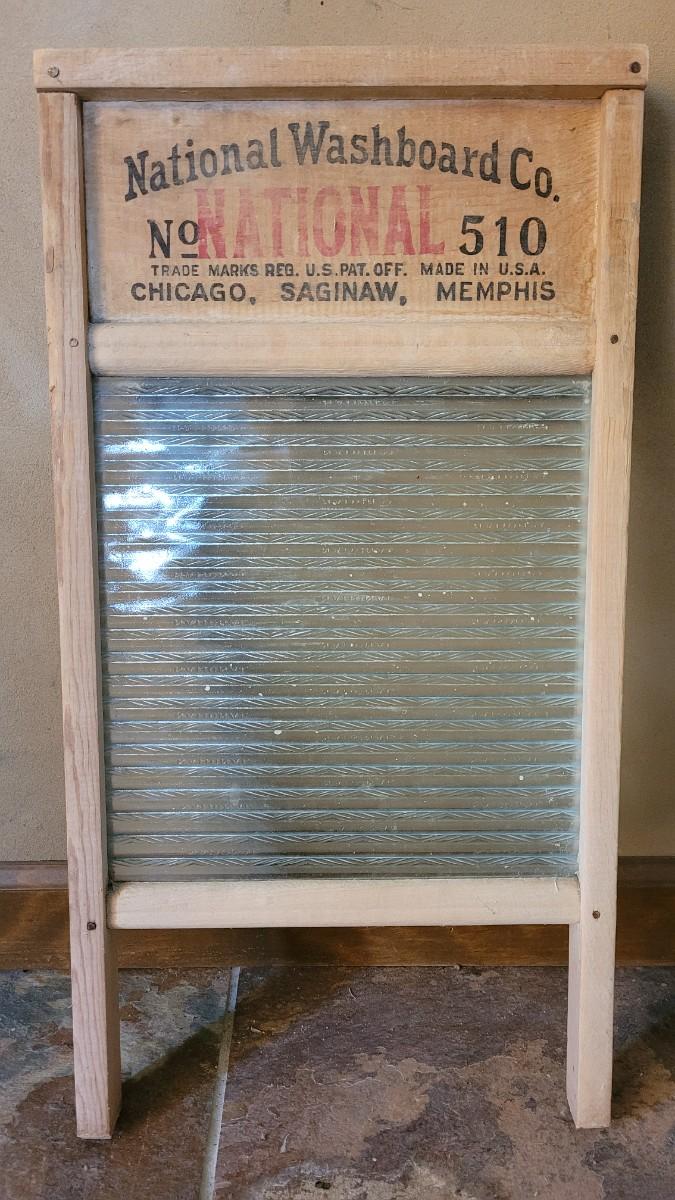 National Washboard Co.
No NATIONAL 510
TRADE MARKS REG. U.S. PAT. OFF. MADE IN U.S.A.
CHICAGO, SAGINAW, MEMPHIS